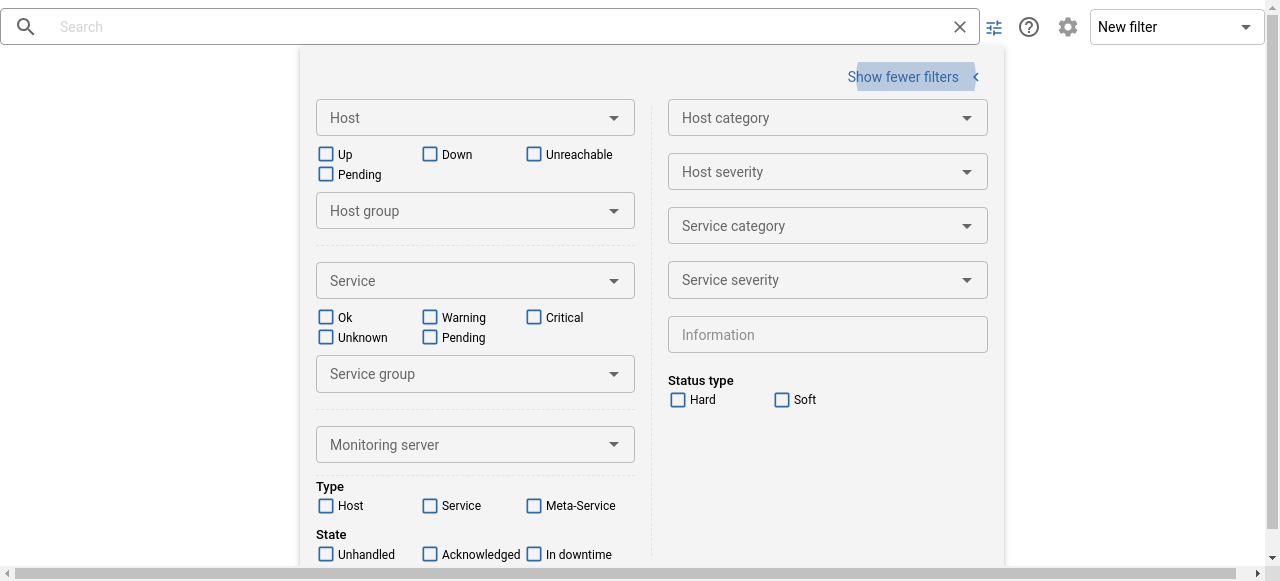 Search
New filter
Show fewer filters
Host
Up Down Unreachable
Pending
Host group
Service
Ok Warning Critical
Unknown Pending
Service group
Monitoring server
Type
Host Service Meta-Service
State
Unhandled Acknowledged In downtime
Host category
Host severity
Service category
Service severity
Information
Status type
Hard Soft